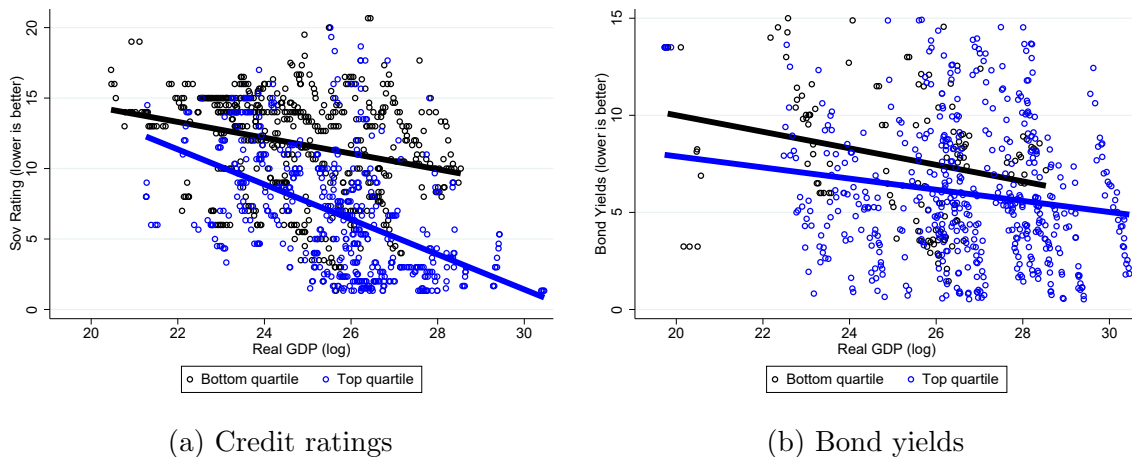 Sov Rating (lower is better)
20
15
10
5
0
20 22 24 26 28 30
Real GDP (log)
Bottom quartile Top quartile
(a) Credit ratings
Bond Yields (lower is better)
15
10
5
0
20 22 24 26 28 30
Real GDP (log)
Bottom quartile Top quartile
(b) Bond yields